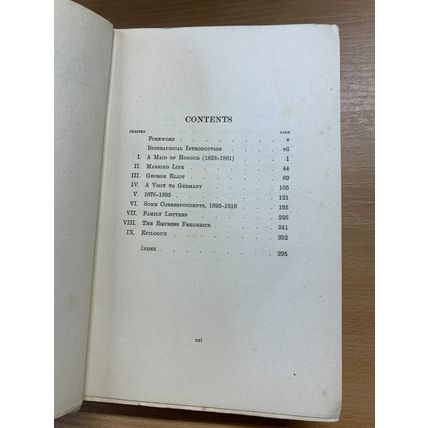 CONTENTS
CHAPTER PAGE
FOREWORD v
BIOGRAPHICAL INTRODUCTION vii
I. A MAID OF HONOUR (1853–1861) 1
II. MARRIED LIFE 44
III. GEORGE ELIOT 89
IV. A VISIT TO GERMANY 105
V. 1876–1895 121
VI. SOME CORRESPONDENTS, 1895–1916 195
VII. FAMILY LETTERS 226
VIII. THE EMPRESS FREDERICK 241
IX. EPILOGUE 292
INDEX 295
xxi